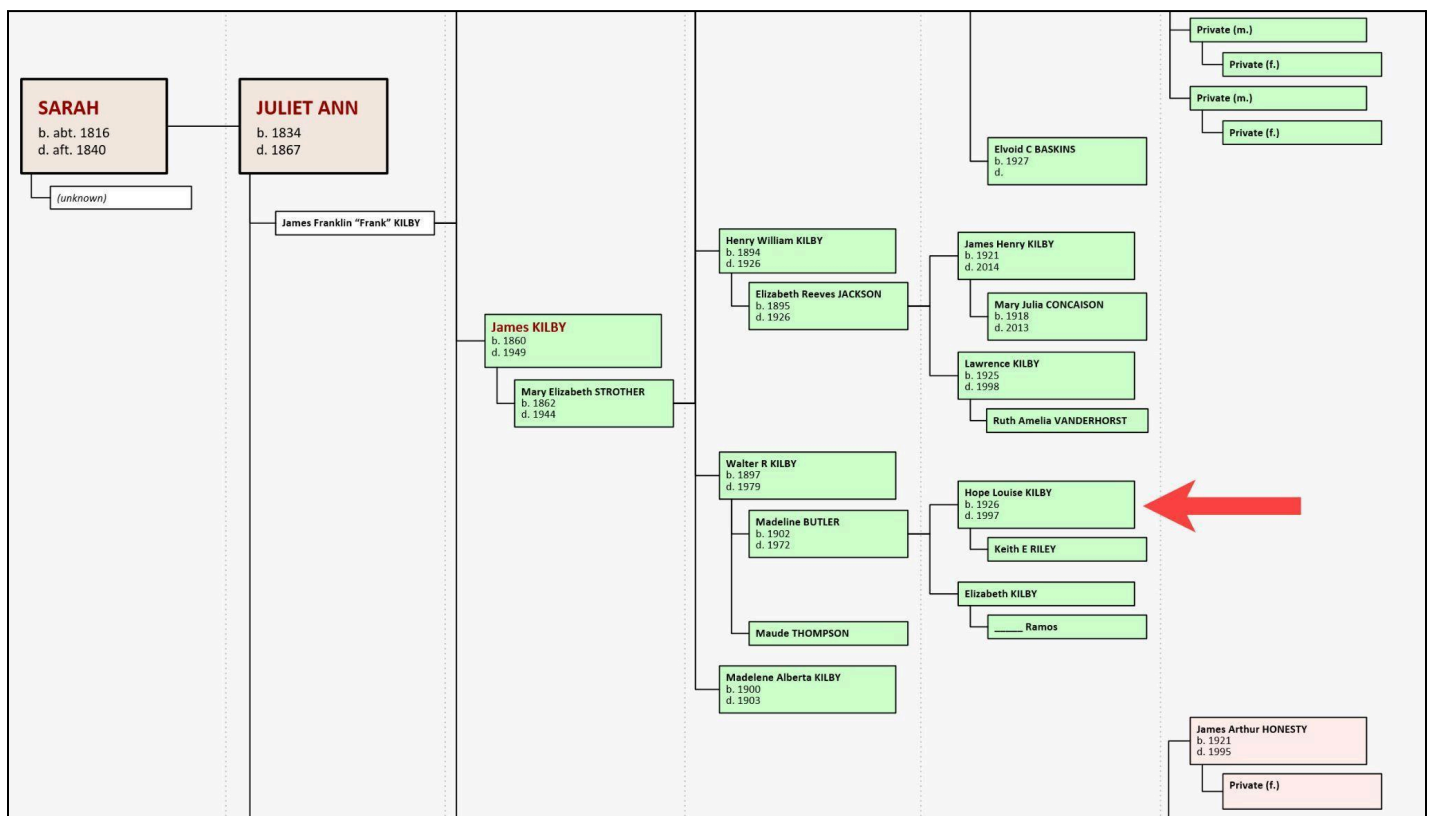 SARAH
b. abt. 1816
d. aft. 1840
(unknown)
JULIET ANN
b. 1834
d. 1867
James Franklin “Frank” KILBY
James KILBY
b. 1860
d. 1949
Mary Elizabeth STROTHER
b. 1862
d. 1944
Henry William KILBY
b. 1894
d. 1926
Elizabeth Reeves JACKSON
b. 1895
d. 1926
Walter R KILBY
b. 1897
d. 1979
Madeline BUTLER
b. 1902
d. 1972
Maude THOMPSON
Madelene Alberta KILBY
b. 1900
d. 1903
Elvoid C BASKINS
b. 1927
d.
James Henry KILBY
b. 1921
d. 2014
Mary Julia CONCAISON
b. 1918
d. 2013
Lawrence KILBY
b. 1925
d. 1998
Ruth Amelia VANDERHORST
Hope Louise KILBY
b. 1926
d. 1997
Keith E RILEY
Elizabeth KILBY
_____ Ramos
Private (m.)
Private (f.)
Private (m.)
Private (f.)
James Arthur HONESTY
b. 1921
d. 1995
Private (f.)